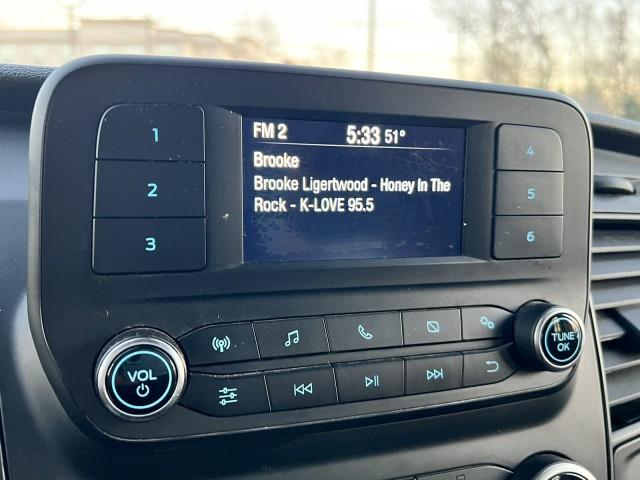 FM 2 5:33 51°
Brooke
Brooke Ligertwood - Honey In The
Rock - K-LOVE 95.5
1
2
3
4
5
6
VOL
TUNE
OK